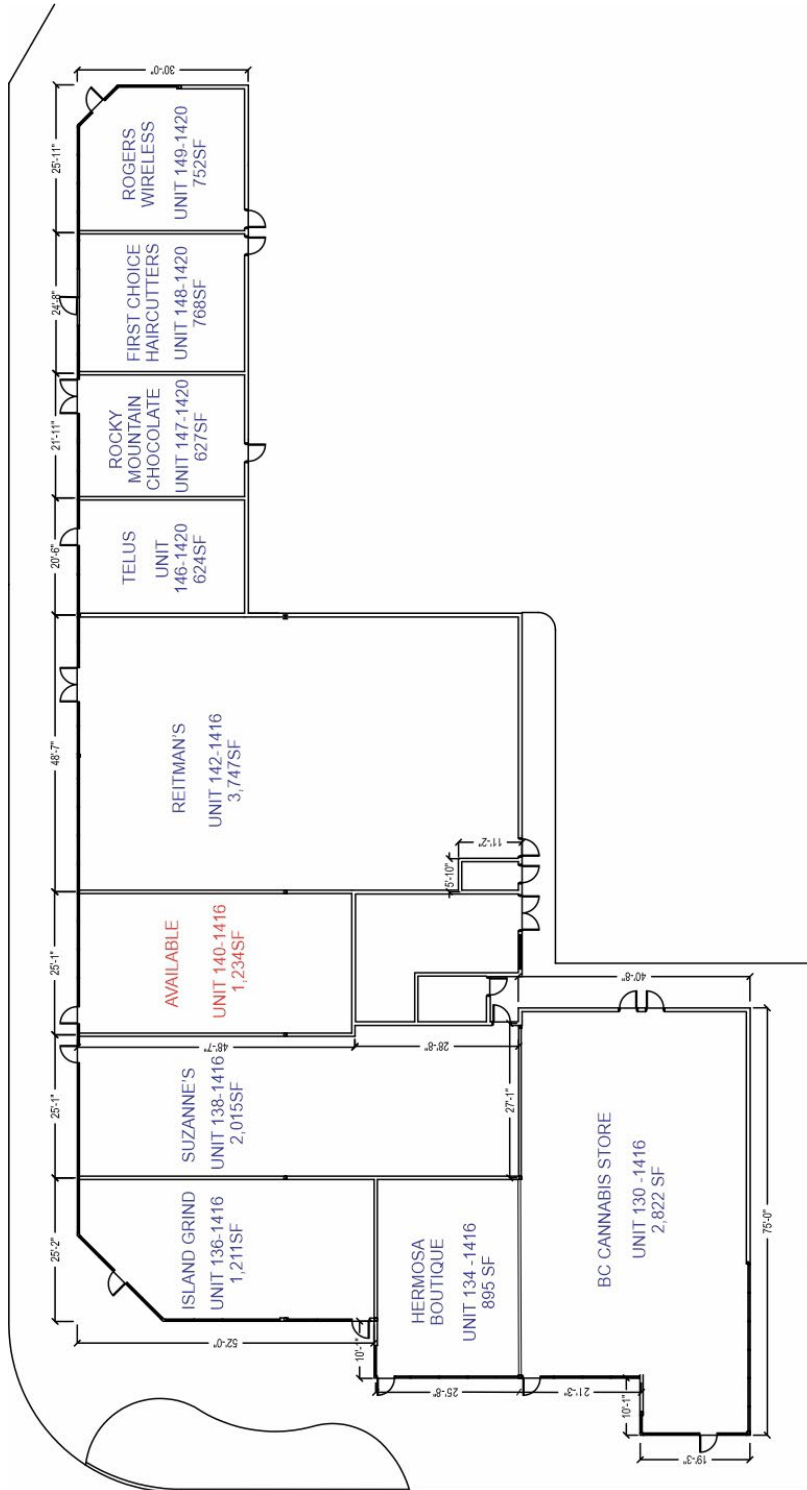 30'-0"
25'-11"
ROGERS
WIRELESS
UNIT 149-1420
752SF
24'-8"
FIRST CHOICE
HAIRCUTTERS
UNIT 148-1420
768SF
21'-11"
ROCKY
MOUNTAIN
CHOCOLATE
UNIT 147-1420
627SF
20'-6"
TELUS
UNIT
146-1420
624SF
48'-7"
REITMAN'S
UNIT 142-1416
3,747SF
11'-2"
5'-10"
25'-1"
AVAILABLE
UNIT 140-1416
1,234SF
48'-7"
28'-8"
40'-8"
25'-1"
SUZANNE'S
UNIT 138-1416
2,015SF
27'-1"
25'-2"
ISLAND GRIND
UNIT 136-1416
1,211SF
52'-0"
10'-1"
HERMOSA
BOUTIQUE
UNIT 134 -1416
895 SF
25'-8"
BC CANNABIS STORE
UNIT 130 -1416
2,822 SF
75'-0"
21'-3"
10'-1"
19'-3"